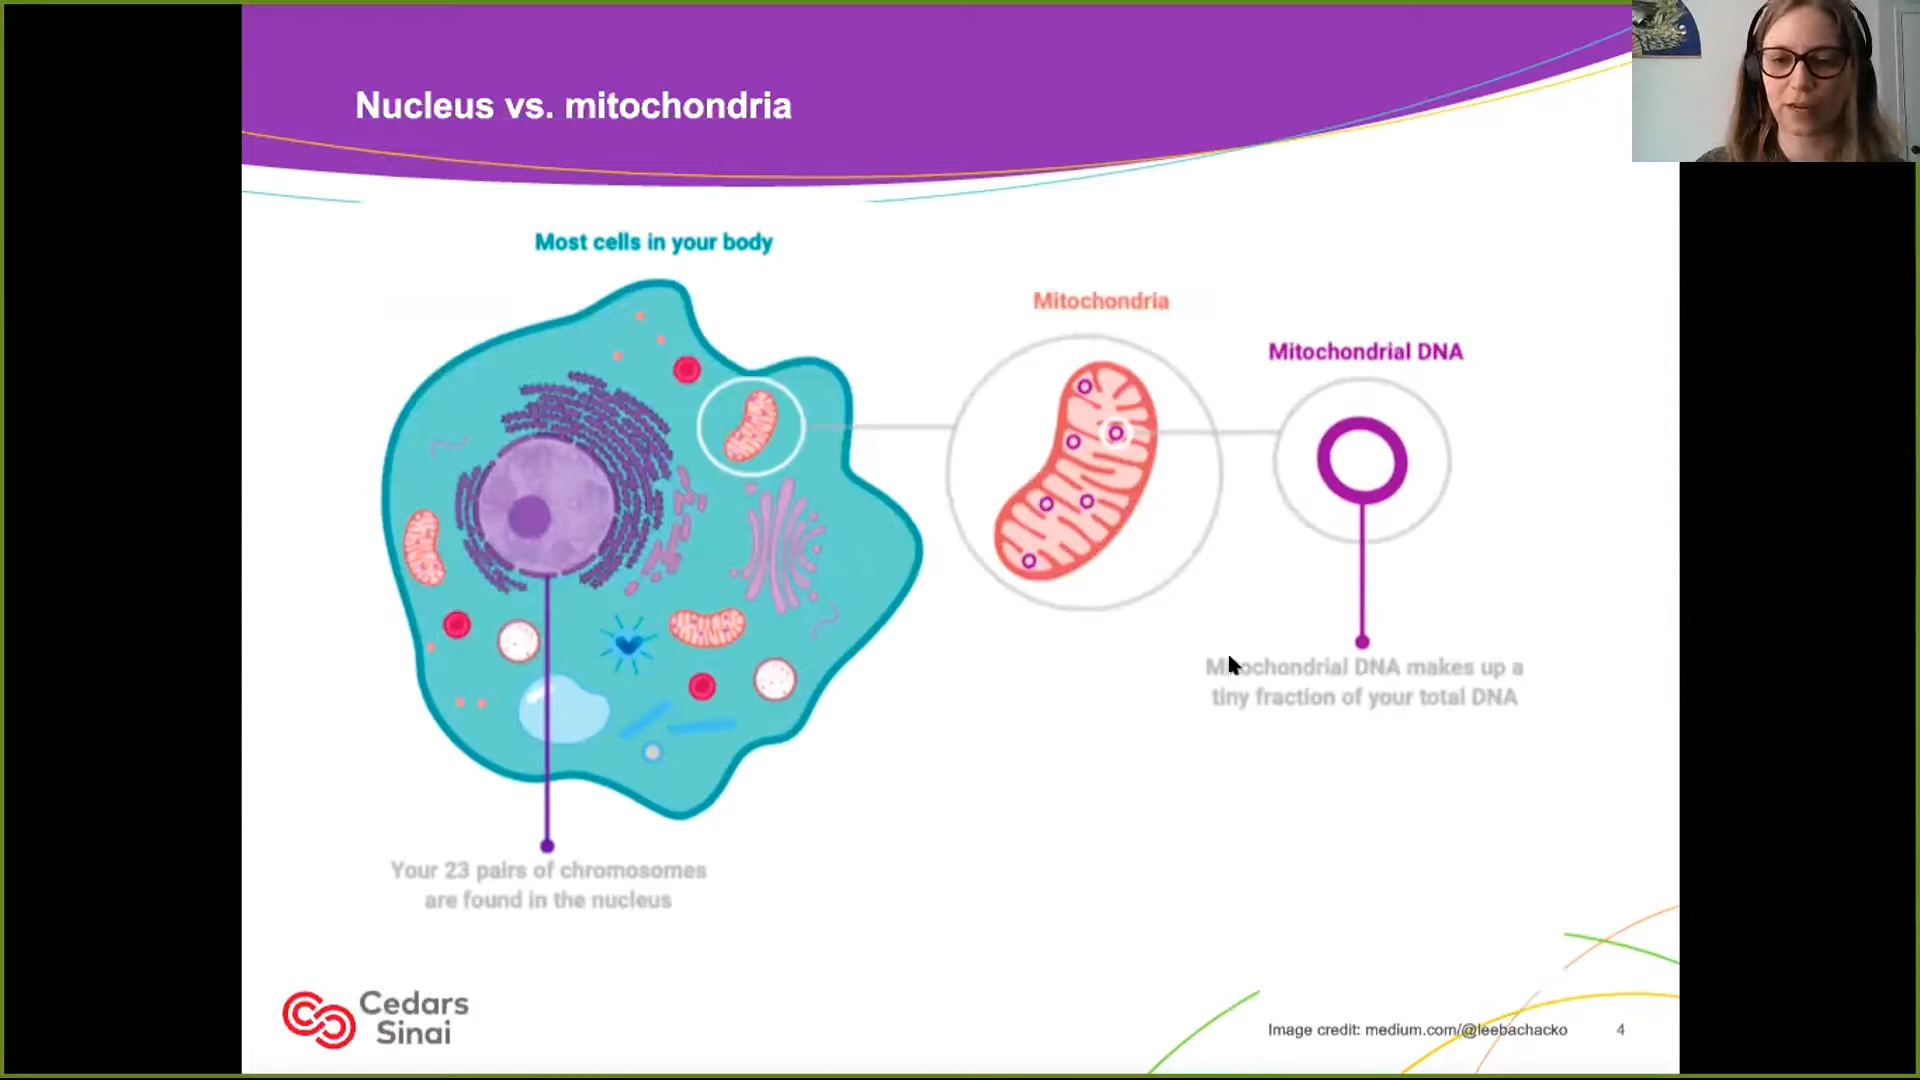 Nucleus vs. mitochondria
Most cells in your body
Mitochondria
Mitochondrial DNA
Mitochondrial DNA makes up a
tiny fraction of your total DNA
Your 23 pairs of chromosomes
are found in the nucleus
Cedars
Sinai
Image credit: medium.com/@leebachacko
4